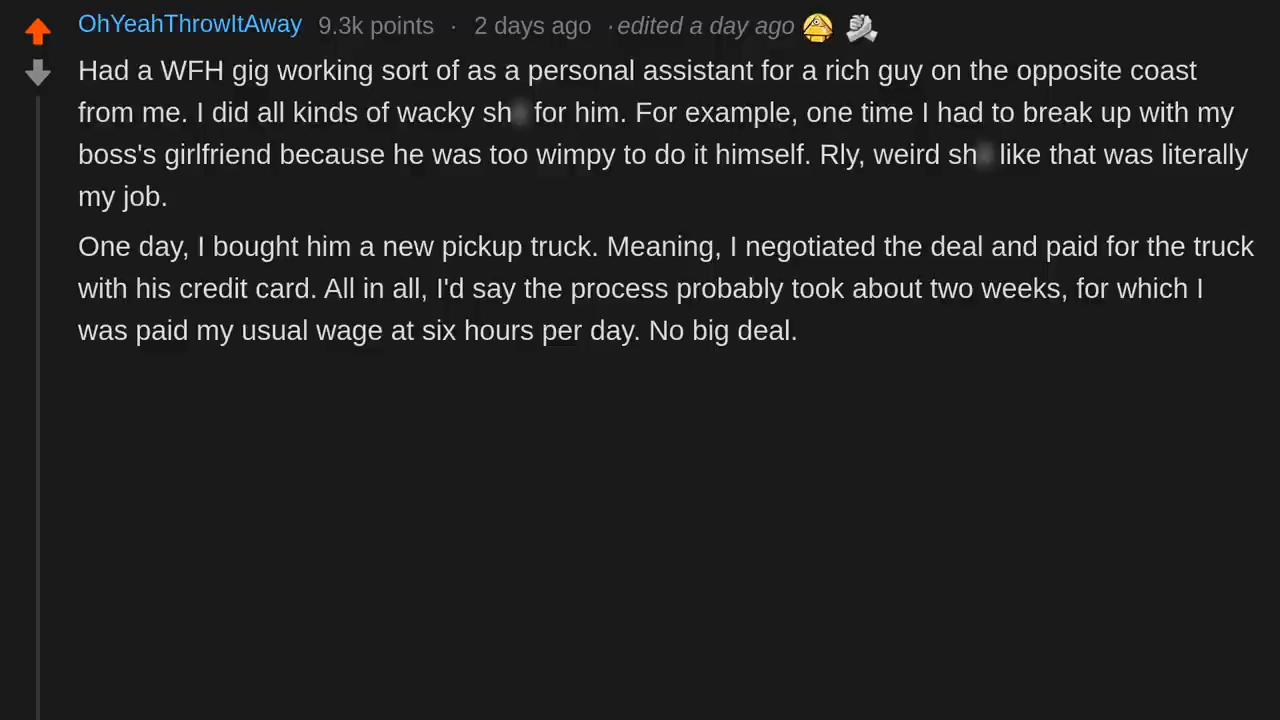 OhYeahThrowItAway 9.3k points · 2 days ago · edited a day ago
Had a WFH gig working sort of as a personal assistant for a rich guy on the opposite coast
from me. I did all kinds of wacky sh for him. For example, one time I had to break up with my
boss's girlfriend because he was too wimpy to do it himself. Rly, weird sh like that was literally
my job.
One day, I bought him a new pickup truck. Meaning, I negotiated the deal and paid for the truck
with his credit card. All in all, I'd say the process probably took about two weeks, for which I
was paid my usual wage at six hours per day. No big deal.